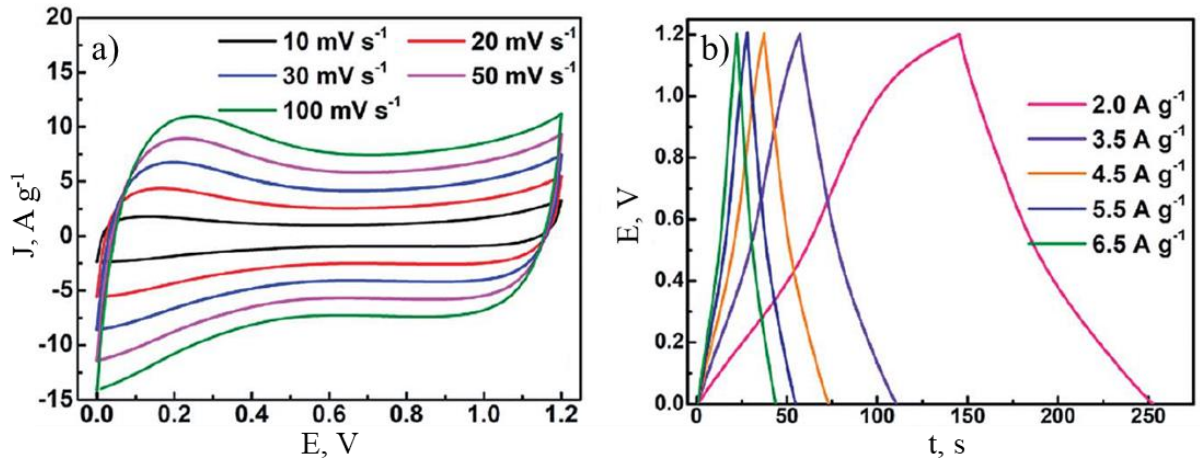 a)
10 mV s⁻¹ 20 mV s⁻¹
30 mV s⁻¹ 50 mV s⁻¹
100 mV s⁻¹
20
15
10
5
0
-5
-10
-15
J, A g⁻¹
0.0 0.2 0.4 0.6 0.8 1.0 1.2
E, V
b)
2.0 A g⁻¹
3.5 A g⁻¹
4.5 A g⁻¹
5.5 A g⁻¹
6.5 A g⁻¹
1.2
1.0
0.8
0.6
0.4
0.2
0.0
E, V
0 50 100 150 200 250
t, s